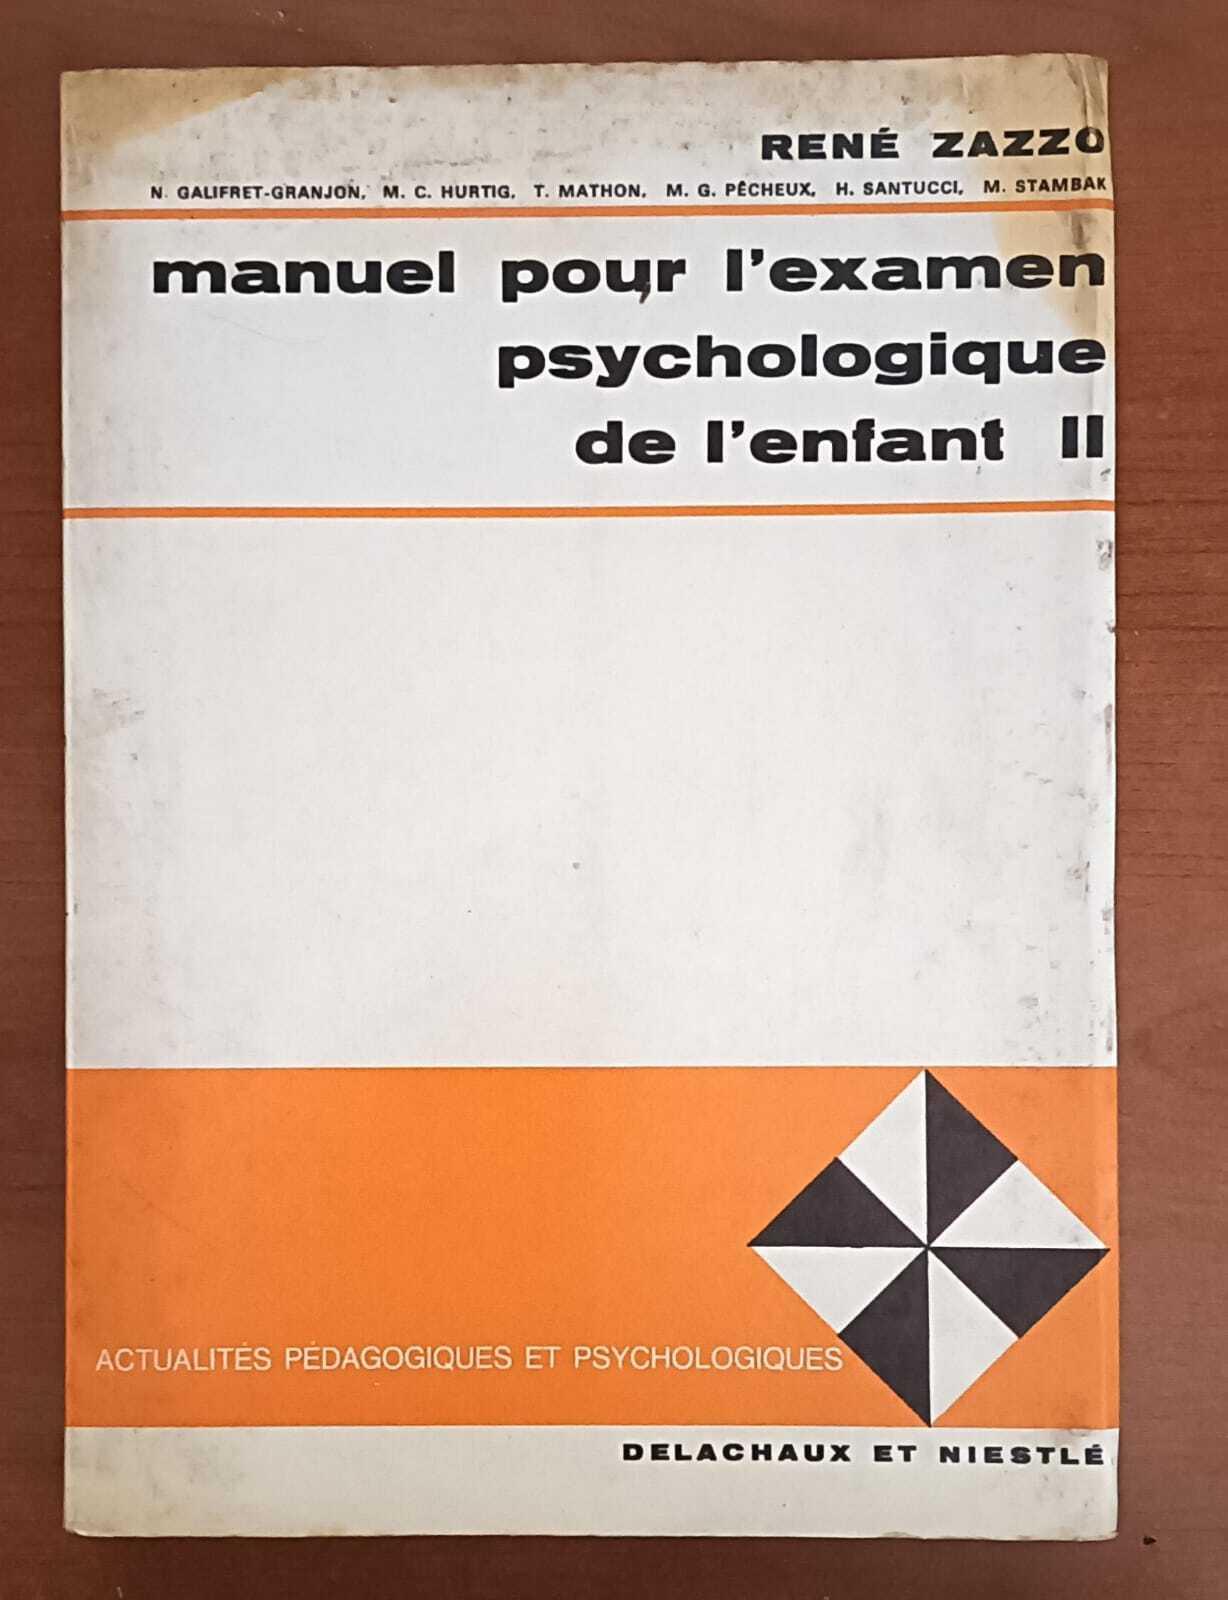 RENÉ ZAZZO
N. GALIFRET-GRANJON, M. C. HURTIG, T. MATHON, M. G. PÊCHEUX, H. SANTUCCI, M. STAMBAK
manuel pour l'examen
psychologique
de l'enfant II
ACTUALITÉS PÉDAGOGIQUES ET PSYCHOLOGIQUES
DELACHAUX ET NIESTLÉ